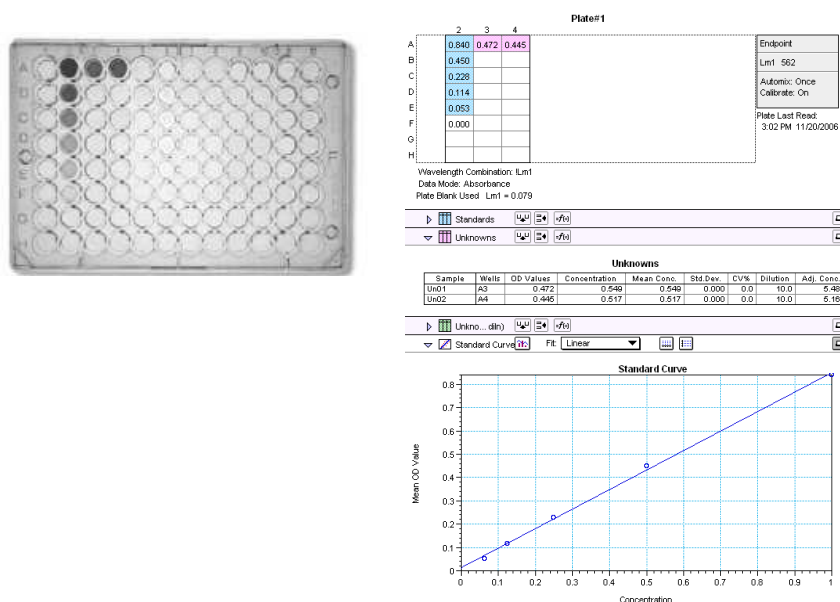 Plate#1
2 3 4
A 0.840 0.472 0.445
B 0.450
C 0.228
D 0.114
E 0.053
F 0.000
G
H
Endpoint
Lm1 562
Automix: Once
Calibrate: On
Plate Last Read:
3:02 PM 11/20/2006
Wavelength Combination: !Lm1
Data Mode: Absorbance
Plate Blank Used Lm1 = 0.079
Standards
Unknowns
Unknowns
Sample Wells OD Values Concentration Mean Conc. Std.Dev. CV% Dilution Adj. Conc.
Un01 A3 0.472 0.549 0.549 0.000 0.0 10.0 5.48
Un02 A4 0.445 0.517 0.517 0.000 0.0 10.0 5.16
Unkno... diln)
Standard Curve Fit: Linear
Standard Curve
Mean OD Value
0.8
0.7
0.6
0.5
0.4
0.3
0.2
0.1
0
0 0.1 0.2 0.3 0.4 0.5 0.6 0.7 0.8 0.9 1
Concentration